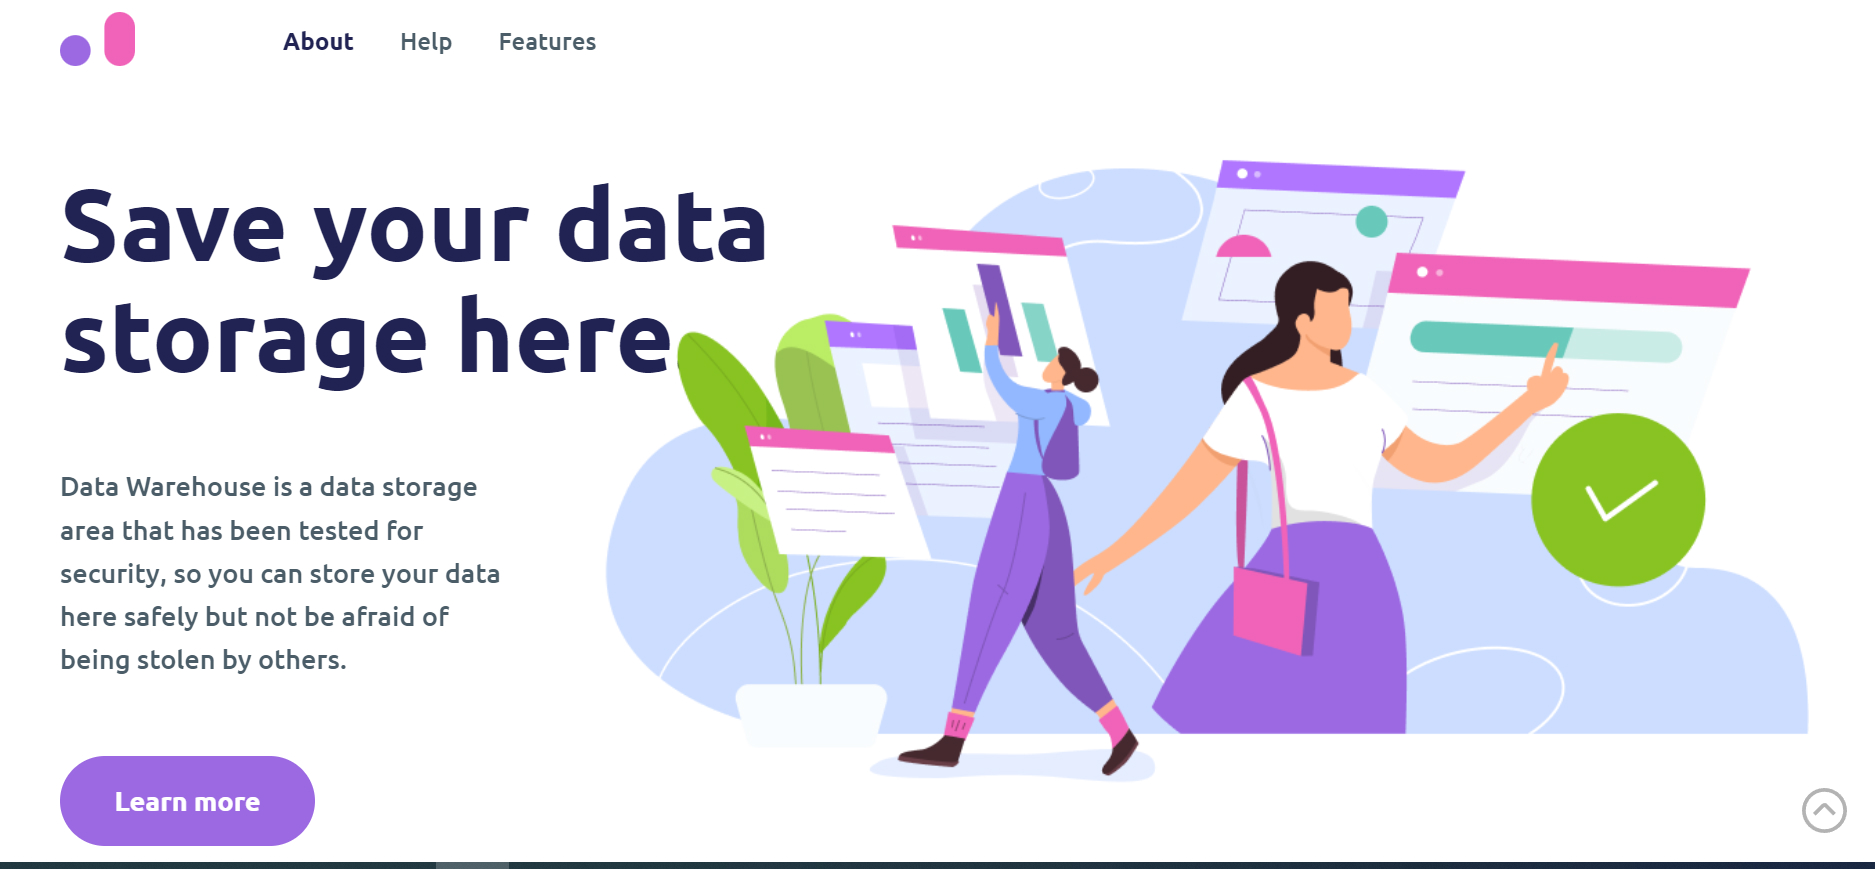 About Help Features
Save your data
storage here
Data Warehouse is a data storage
area that has been tested for
security, so you can store your data
here safely but not be afraid of
being stolen by others.
Learn more